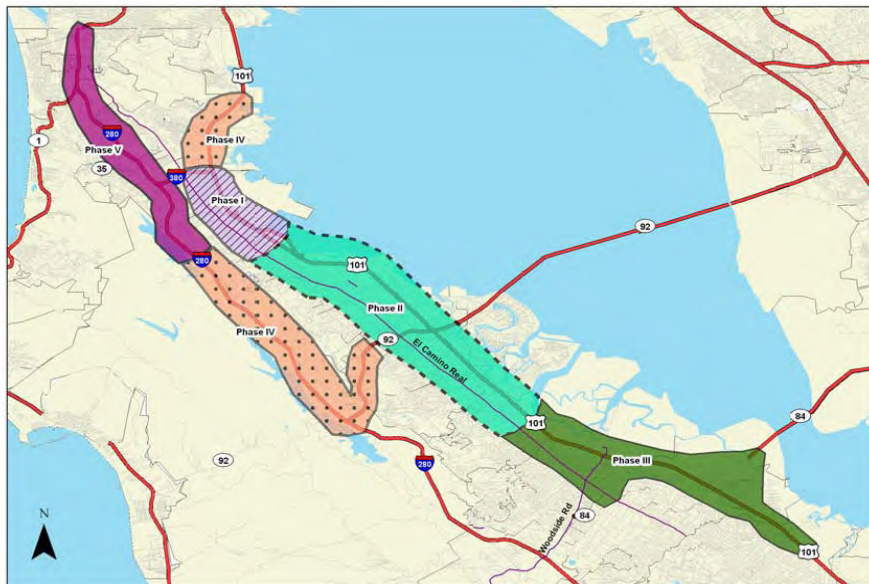 101
Phase IV
1
280
Phase V
35
380
Phase I
92
101
280
Phase II
Phase IV
92
El Camino Real
84
101
Phase III
92
280
Woodside Rd
84
N
101